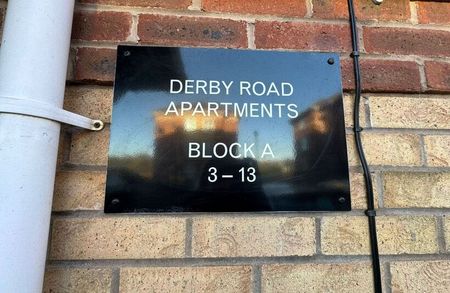 DERBY ROAD
APARTMENTS
BLOCK A
3 – 13